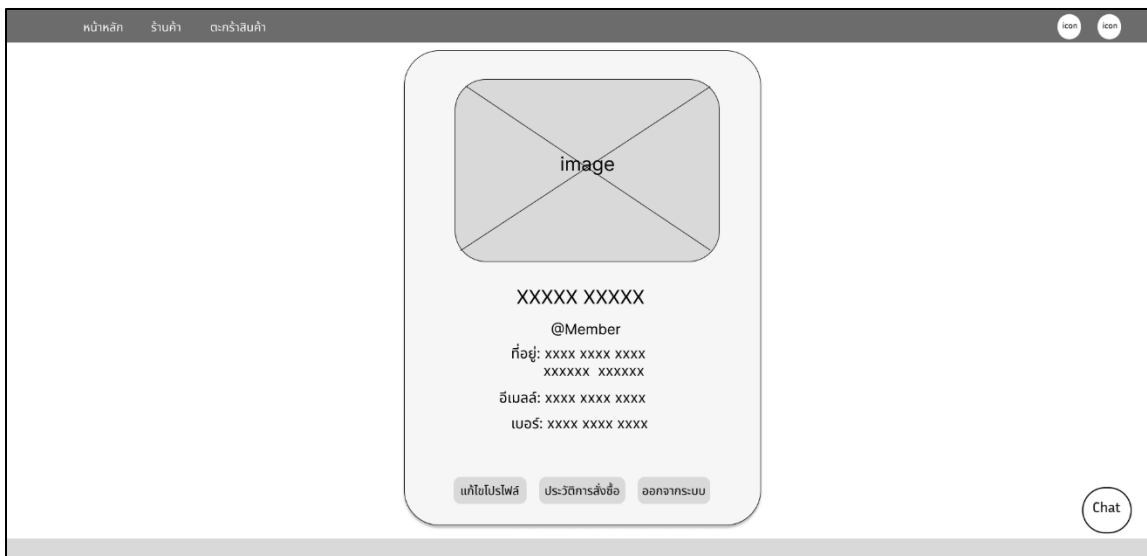 หน้าหลัก ร้านค้า ตะกร้าสินค้า icon icon
image
XXXXX XXXXX
@Member
ที่อยู่: xxxx xxxx xxxx
xxxxxx xxxxxx
อีเมลล์: xxxx xxxx xxxx
เบอร์: xxxx xxxx xxxx
แก้ไขโปรไฟล์ ประวัติการสั่งซื้อ ออกจากระบบ
Chat